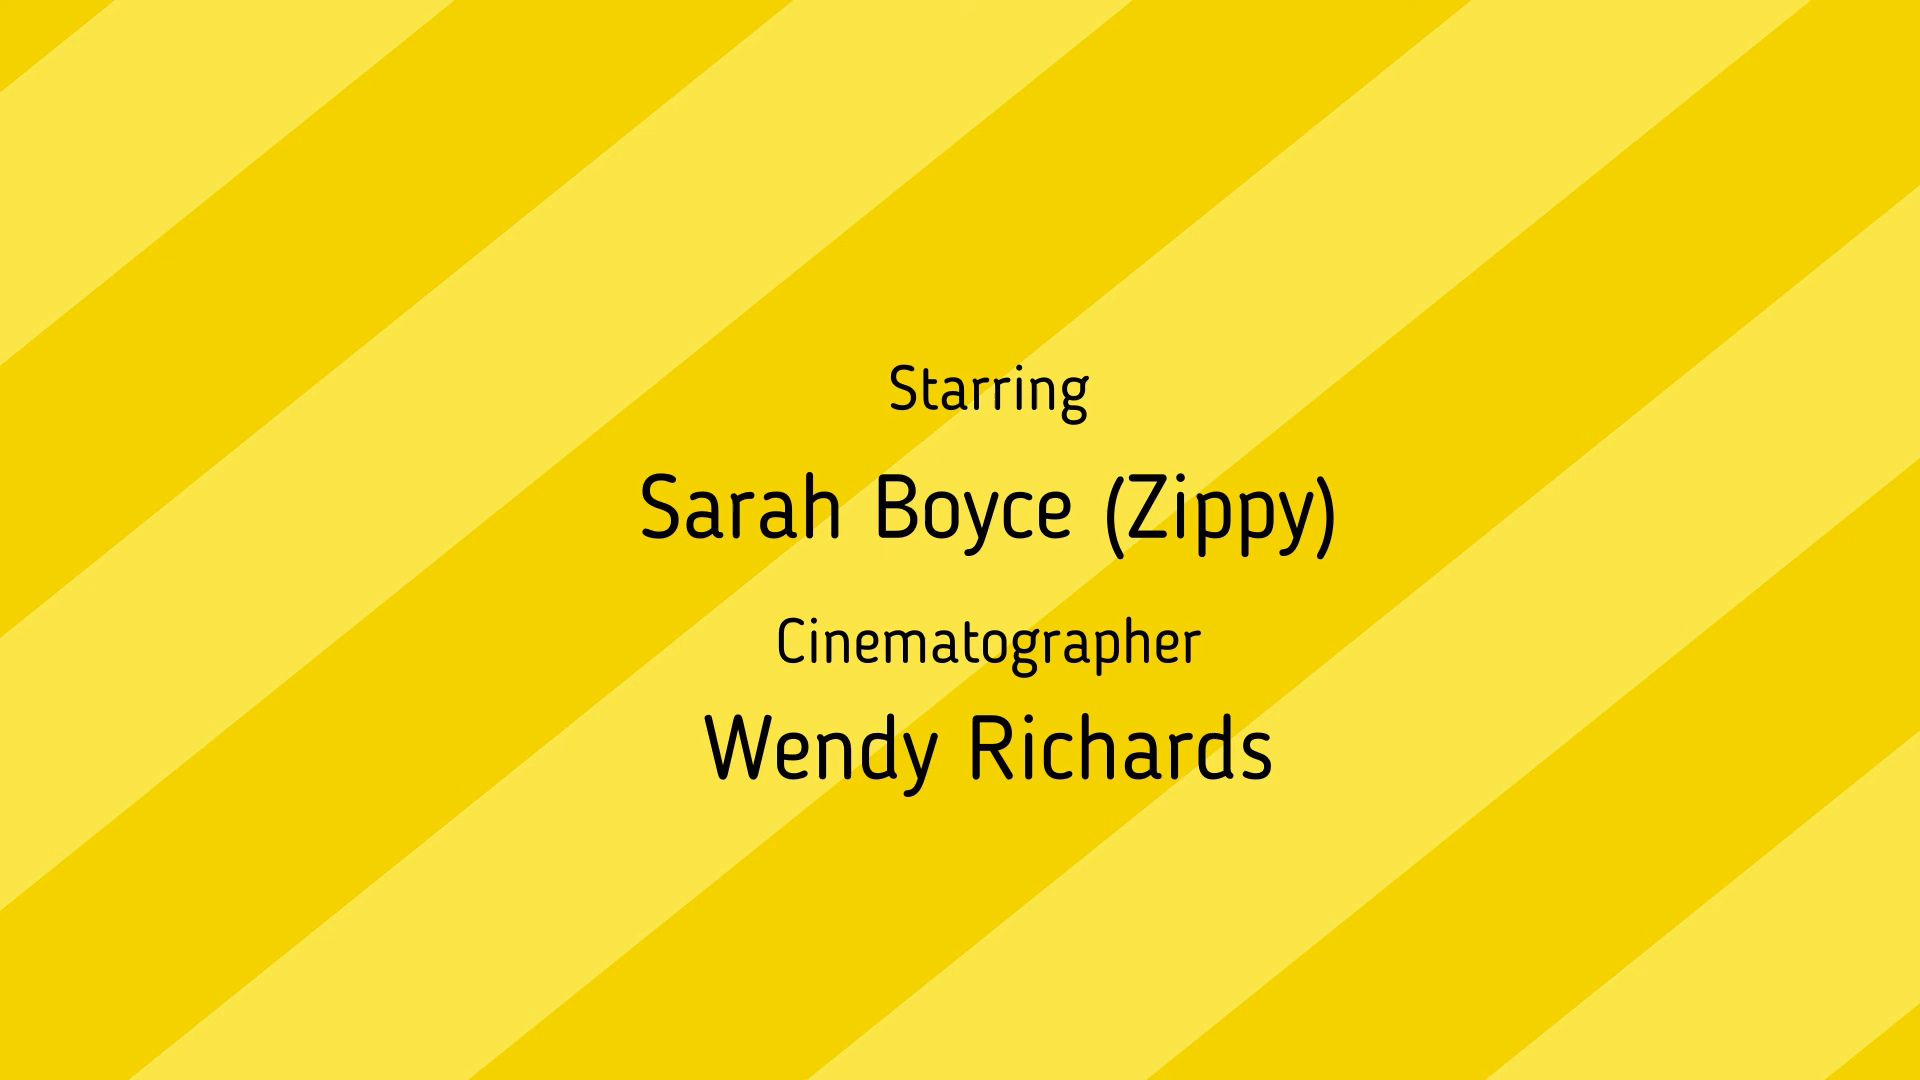 Starring
Sarah Boyce (Zippy)
Cinematographer
Wendy Richards